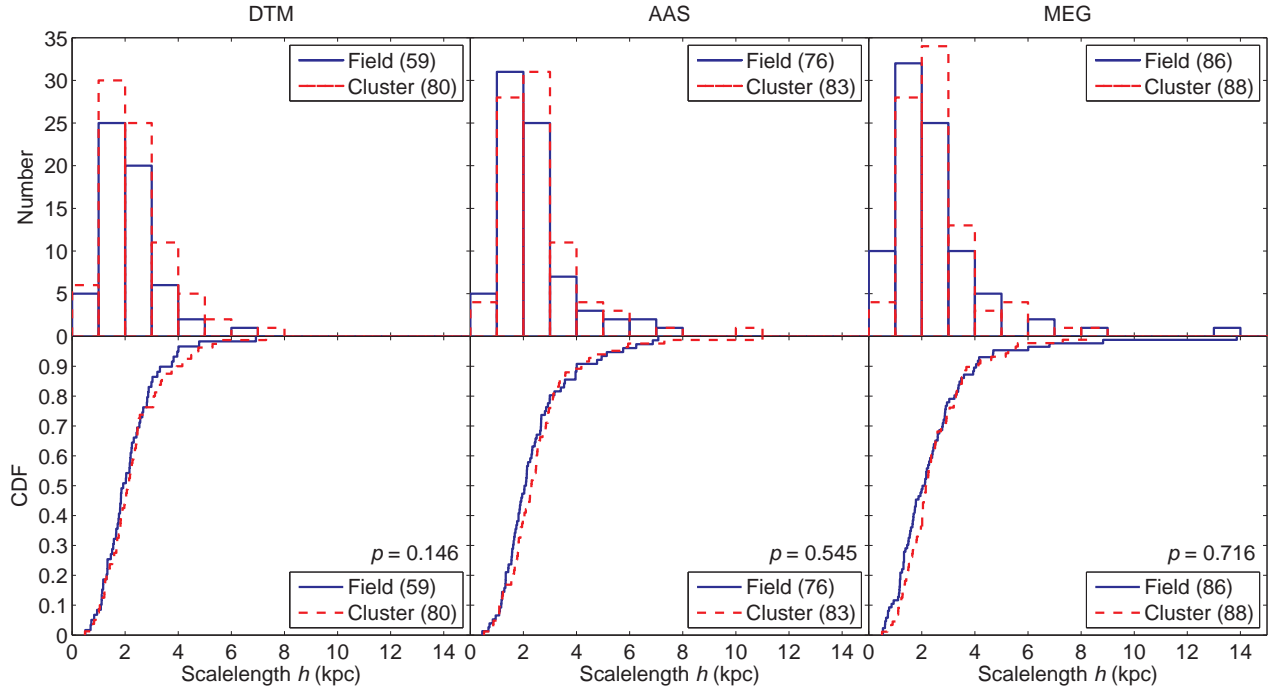 DTM
AAS
MEG
35
30
25
20
15
10
5
0
Number
Field (59)
Cluster (80)
Field (76)
Cluster (83)
Field (86)
Cluster (88)
0.9
0.8
0.7
0.6
0.5
0.4
0.3
0.2
0.1
0
CDF
p = 0.146
Field (59)
Cluster (80)
p = 0.545
Field (76)
Cluster (83)
p = 0.716
Field (86)
Cluster (88)
0 2 4 6 8 10 12 14
0 2 4 6 8 10 12 14
0 2 4 6 8 10 12 14
Scalelength h (kpc)
Scalelength h (kpc)
Scalelength h (kpc)